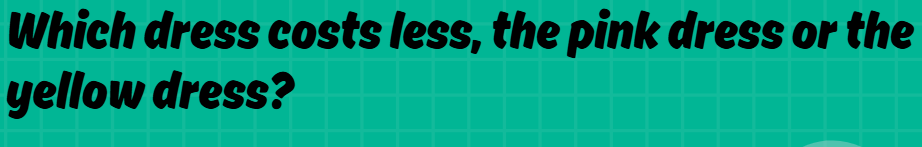 Which dress costs less, the pink dress or the
yellow dress?